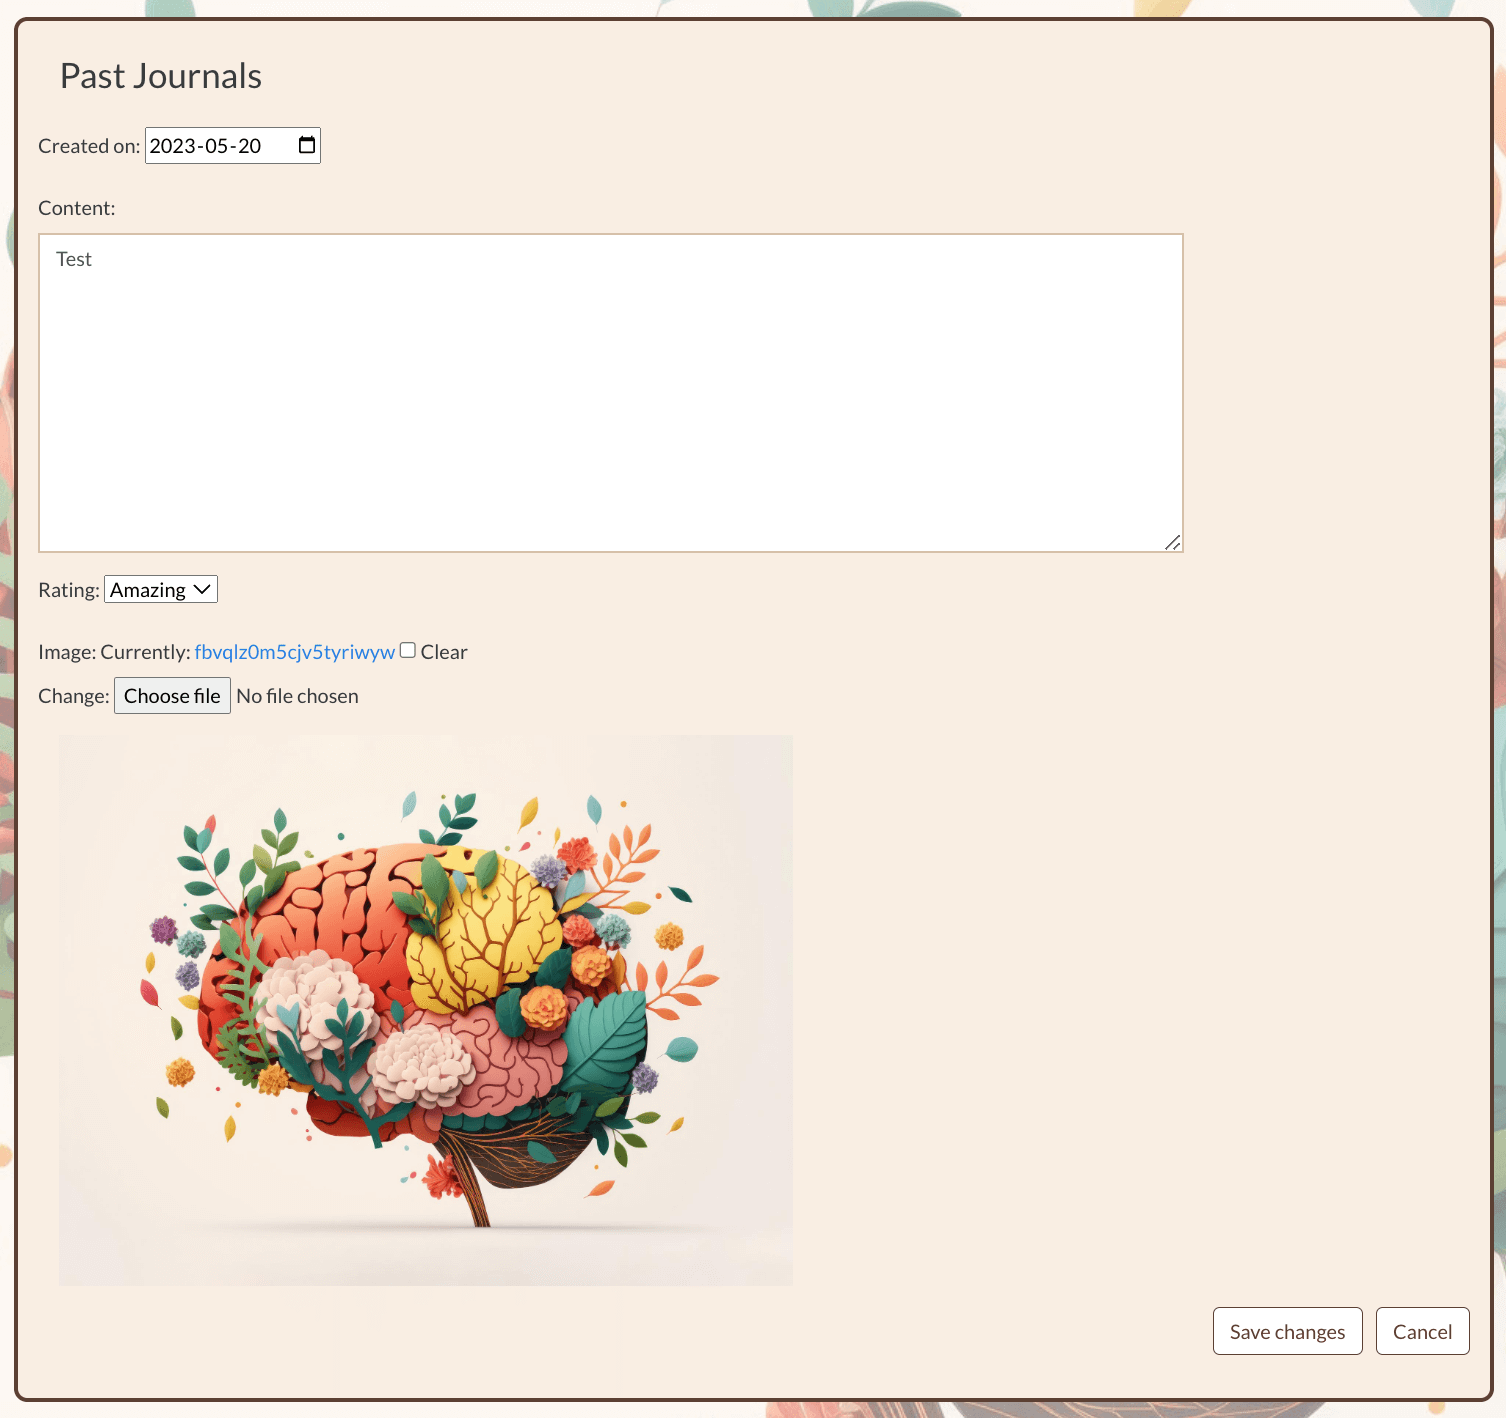 Past Journals
Created on: 2023-05-20
Content:
Test
Rating: Amazing
Image: Currently: fbvqlz0m5cjv5tyriwyw Clear
Change: Choose file No file chosen
Save changes Cancel